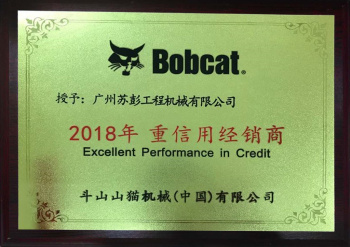 Bobcat®
授予：广州苏彭工程机械有限公司
2018年 重信用经销商
Excellent Performance in Credit
斗山山猫机械(中国)有限公司